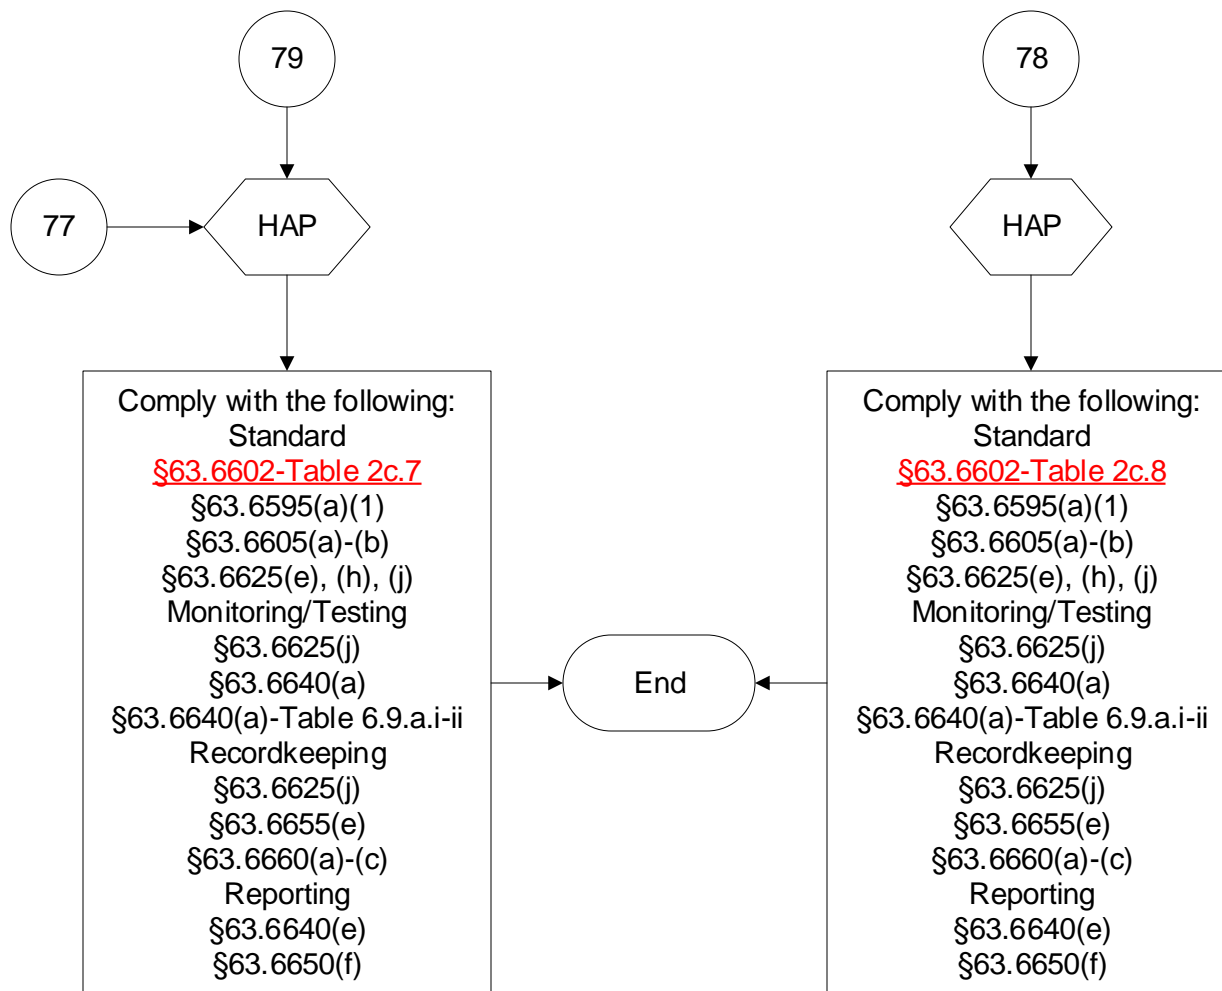 79
78
77
HAP
HAP
Comply with the following:
Standard
§63.6602-Table 2c.7
§63.6595(a)(1)
§63.6605(a)-(b)
§63.6625(e), (h), (j)
Monitoring/Testing
§63.6625(j)
§63.6640(a)
§63.6640(a)-Table 6.9.a.i-ii
Recordkeeping
§63.6625(j)
§63.6655(e)
§63.6660(a)-(c)
Reporting
§63.6640(e)
§63.6650(f)
End
Comply with the following:
Standard
§63.6602-Table 2c.8
§63.6595(a)(1)
§63.6605(a)-(b)
§63.6625(e), (h), (j)
Monitoring/Testing
§63.6625(j)
§63.6640(a)
§63.6640(a)-Table 6.9.a.i-ii
Recordkeeping
§63.6625(j)
§63.6655(e)
§63.6660(a)-(c)
Reporting
§63.6640(e)
§63.6650(f)